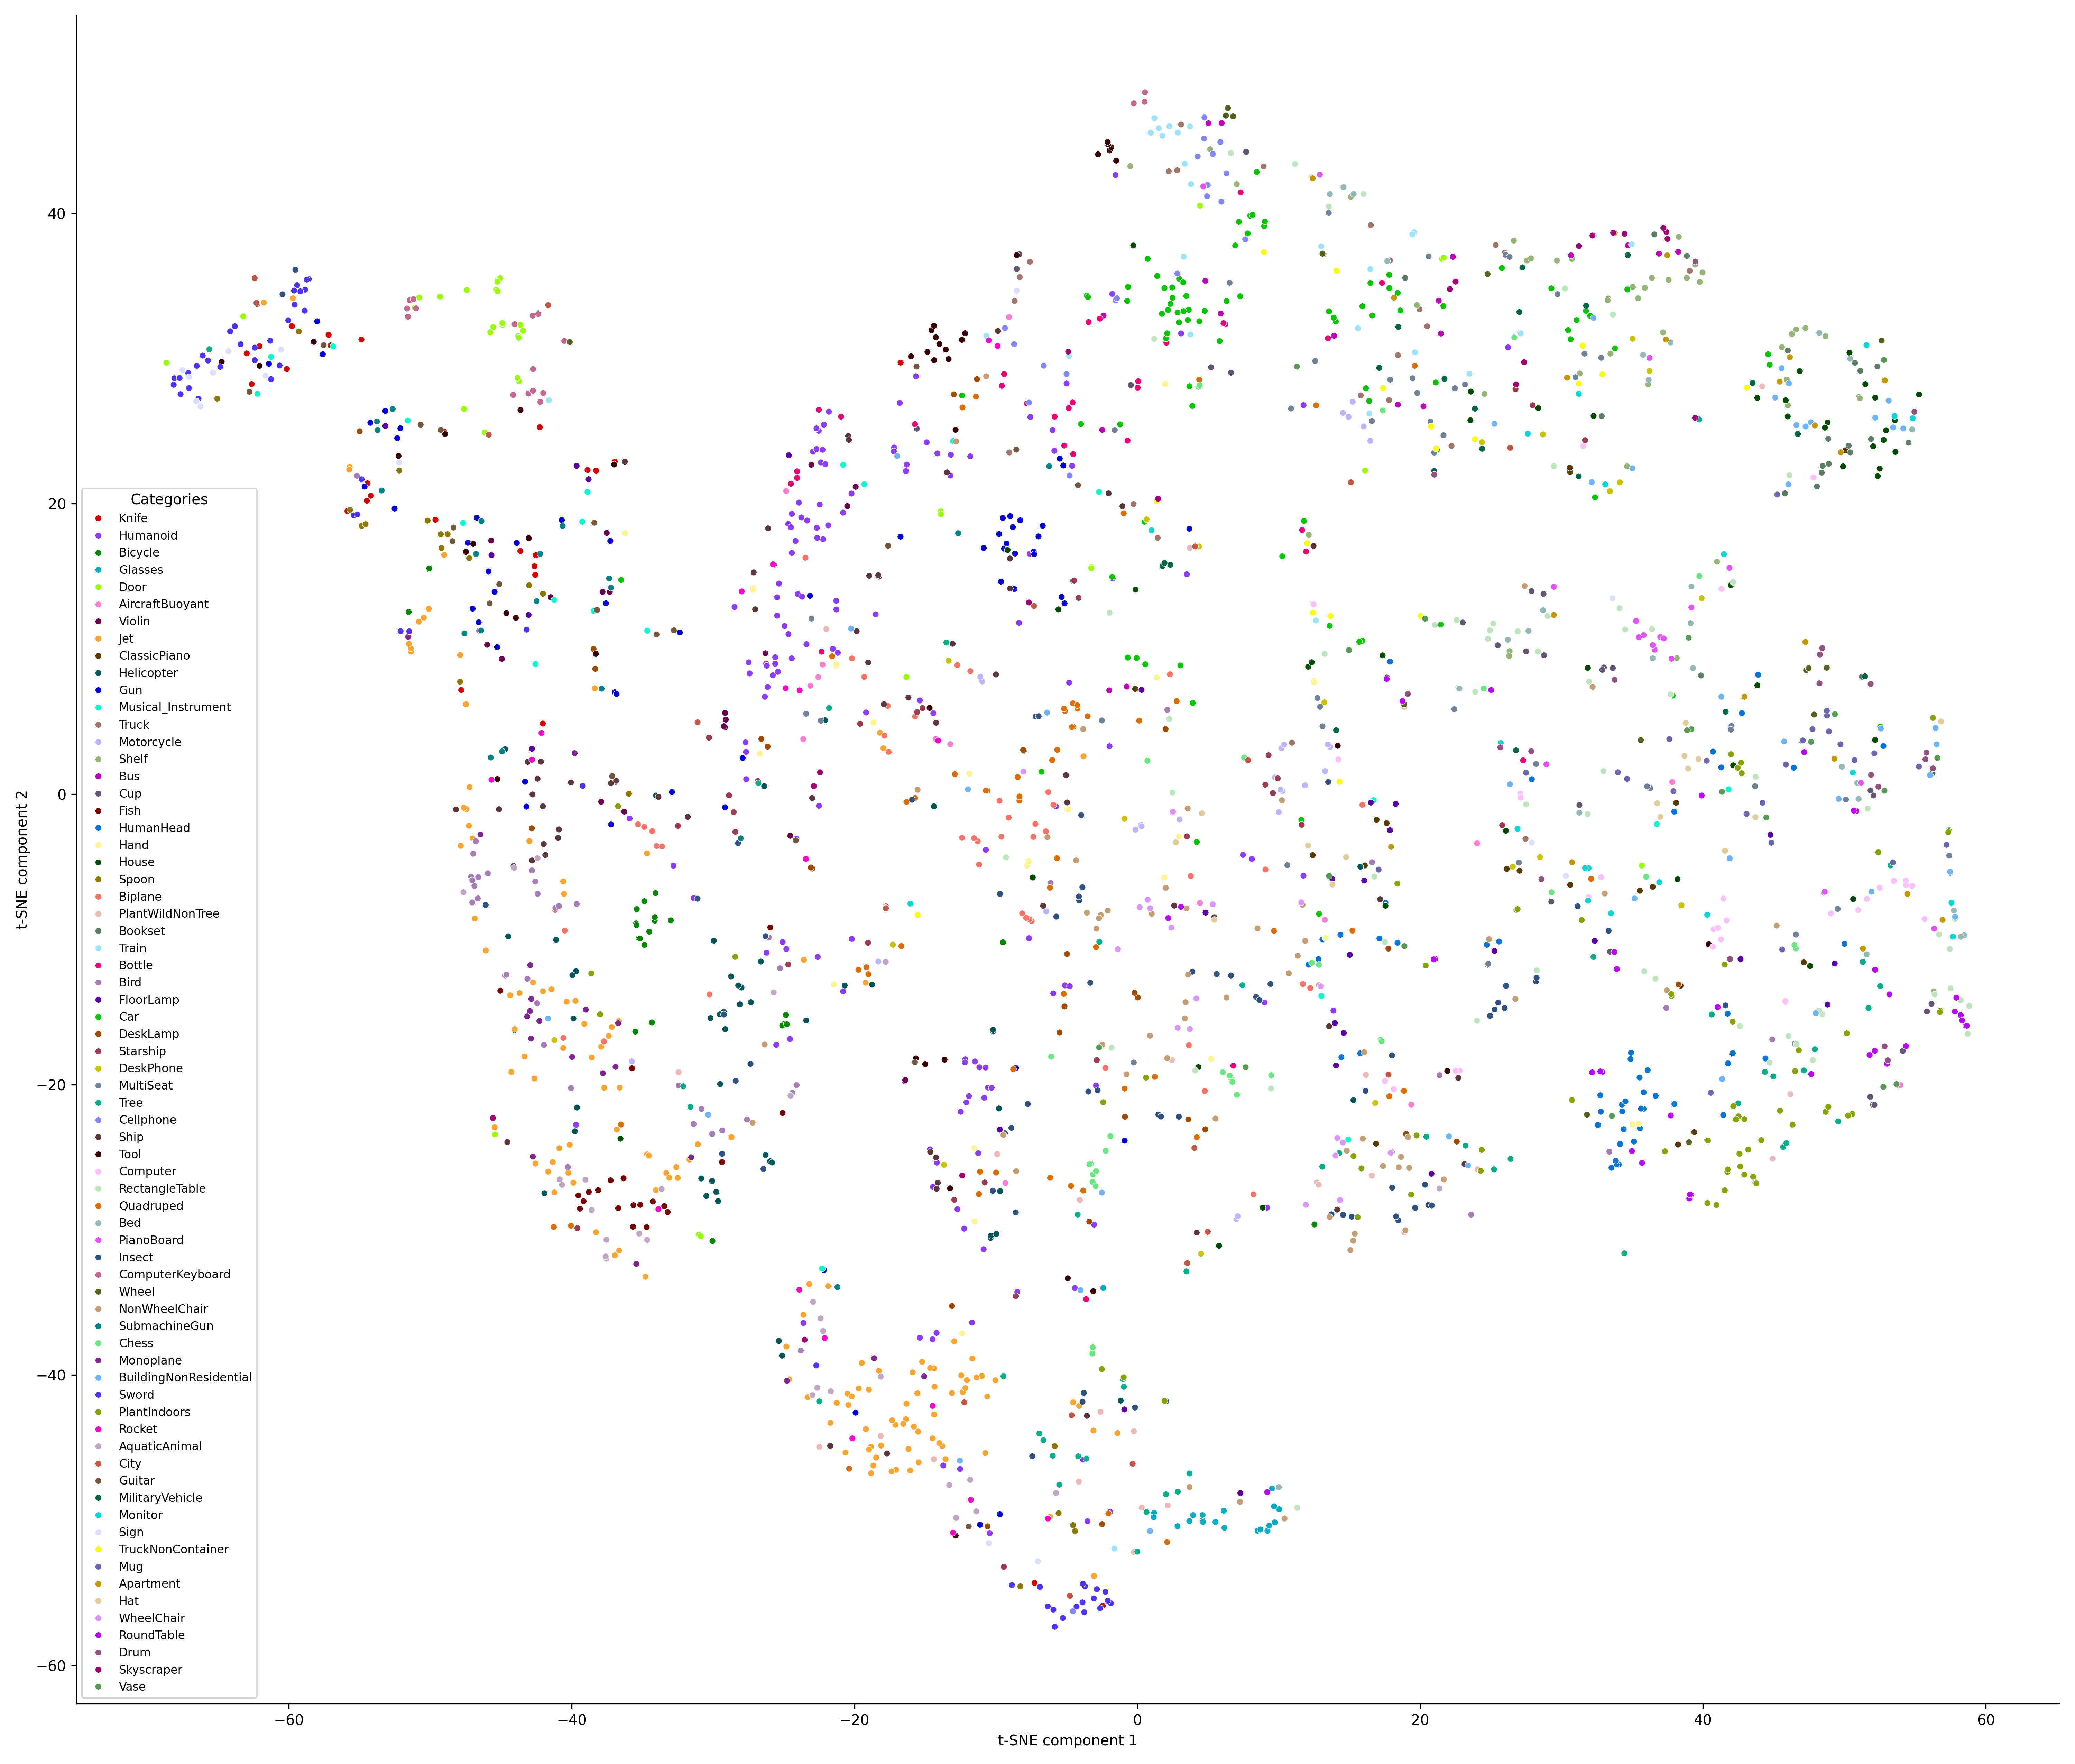 40
20
0
−20
−40
−60
t-SNE component 2
Categories
Knife
Humanoid
Bicycle
Glasses
Door
AircraftBuoyant
Violin
Jet
ClassicPiano
Helicopter
Gun
Musical_Instrument
Truck
Motorcycle
Shelf
Bus
Cup
Fish
HumanHead
Hand
House
Spoon
Biplane
PlantWildNonTree
Bookset
Train
Bottle
Bird
FloorLamp
Car
DeskLamp
Starship
DeskPhone
MultiSeat
Tree
Cellphone
Ship
Tool
Computer
RectangleTable
Quadruped
Bed
PianoBoard
Insect
ComputerKeyboard
Wheel
NonWheelChair
SubmachineGun
Chess
Monoplane
BuildingNonResidential
Sword
PlantIndoors
Rocket
AquaticAnimal
City
Guitar
MilitaryVehicle
Monitor
Sign
TruckNonContainer
Mug
Apartment
Hat
WheelChair
RoundTable
Drum
Skyscraper
Vase
−60 −40 −20 0 20 40 60
t-SNE component 1